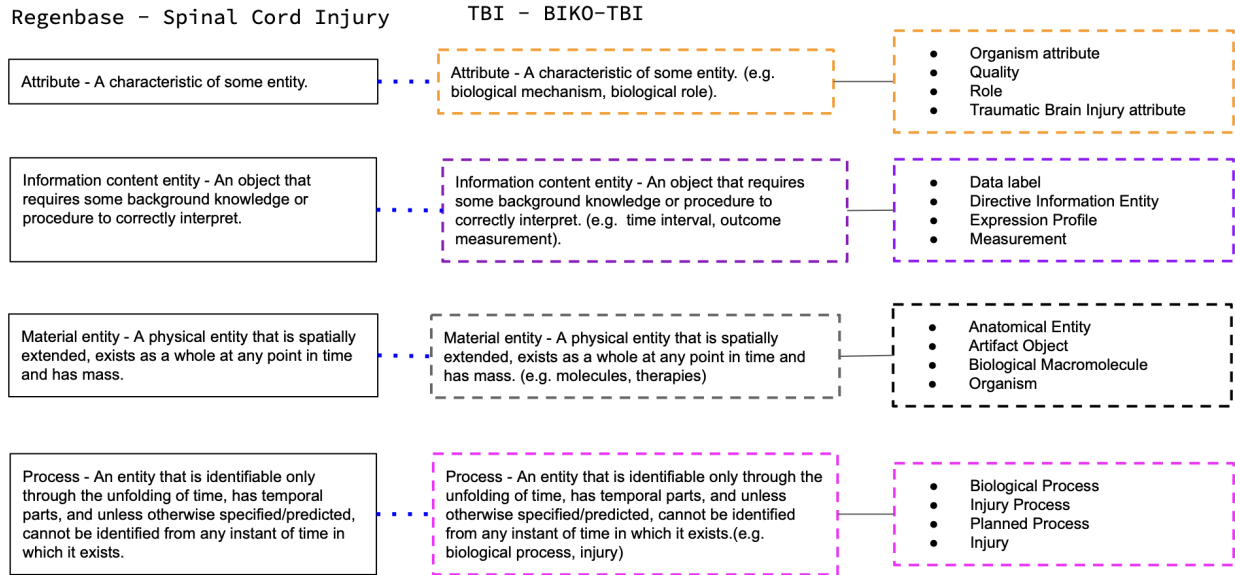 Regenbase - Spinal Cord Injury
TBI - BIKO-TBI
Attribute - A characteristic of some entity.
Attribute - A characteristic of some entity. (e.g.
biological mechanism, biological role).
● Organism attribute
● Quality
● Role
● Traumatic Brain Injury attribute
Information content entity - An object that
requires some background knowledge or
procedure to correctly interpret.
Information content entity - An object that requires
some background knowledge or procedure to
correctly interpret. (e.g. time interval, outcome
measurement).
● Data label
● Directive Information Entity
● Expression Profile
● Measurement
Material entity - A physical entity that is spatially
extended, exists as a whole at any point in time
and has mass.
Material entity - A physical entity that is spatially
extended, exists as a whole at any point in time and
has mass. (e.g. molecules, therapies)
● Anatomical Entity
● Artifact Object
● Biological Macromolecule
● Organism
Process - An entity that is identifiable only
through the unfolding of time, has temporal
parts, and unless otherwise specified/predicted,
cannot be identified from any instant of time in
which it exists.
Process - An entity that is identifiable only through the
unfolding of time, has temporal parts, and unless
otherwise specified/predicted, cannot be identified
from any instant of time in which it exists.(e.g.
biological process, injury)
● Biological Process
● Injury Process
● Planned Process
● Injury